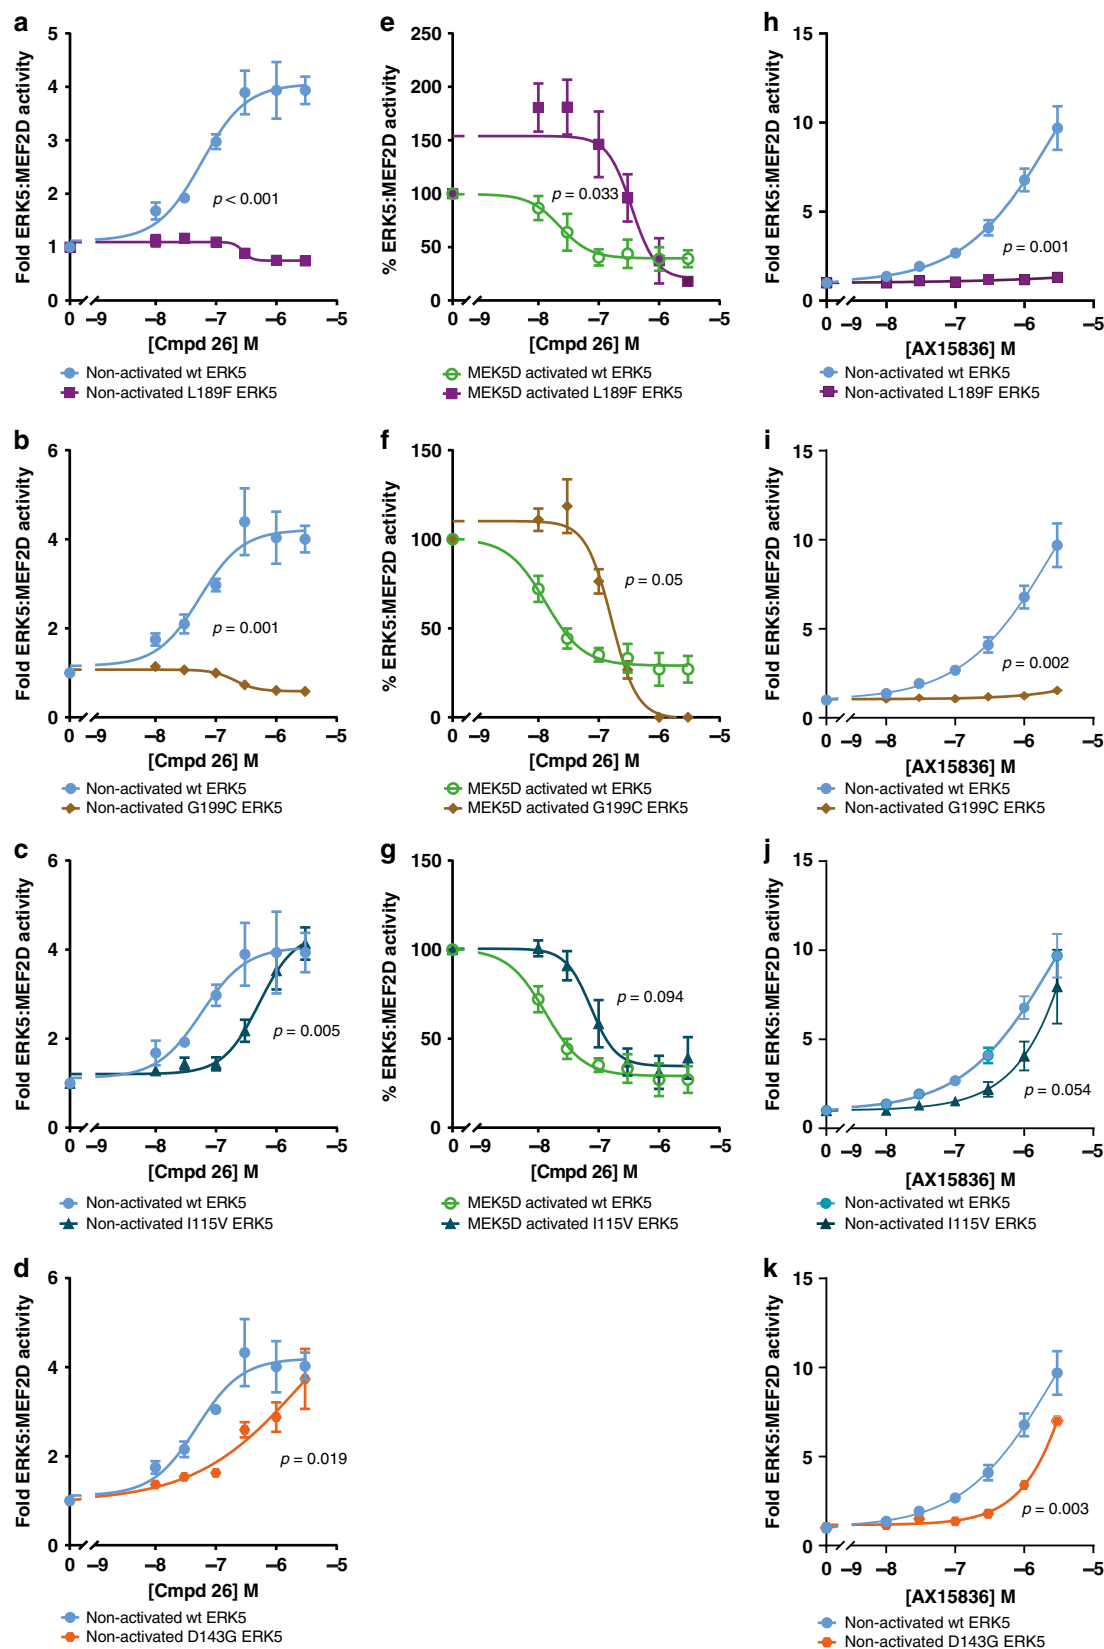 a
Fold ERK5:MEF2D activity
5
4
3
2
1
0
p < 0.001
0 –9 –8 –7 –6 –5
[Cmpd 26] M
Non-activated wt ERK5
Non-activated L189F ERK5
e
% ERK5:MEF2D activity
250
200
150
100
50
0
p = 0.033
0 –9 –8 –7 –6 –5
[Cmpd 26] M
MEK5D activated wt ERK5
MEK5D activated L189F ERK5
h
Fold ERK5:MEF2D activity
15
10
5
0
p = 0.001
0 –9 –8 –7 –6 –5
[AX15836] M
Non-activated wt ERK5
Non-activated L189F ERK5
b
Fold ERK5:MEF2D activity
6
4
2
0
p = 0.001
0 –9 –8 –7 –6 –5
[Cmpd 26] M
Non-activated wt ERK5
Non-activated G199C ERK5
f
% ERK5:MEF2D activity
150
100
50
0
p = 0.05
0 –9 –8 –7 –6 –5
[Cmpd 26] M
MEK5D activated wt ERK5
MEK5D activated G199C ERK5
i
Fold ERK5:MEF2D activity
15
10
5
0
p = 0.002
0 –9 –8 –7 –6 –5
[AX15836] M
Non-activated wt ERK5
Non-activated G199C ERK5
c
Fold ERK5:MEF2D activity
6
4
2
0
p = 0.005
0 –9 –8 –7 –6 –5
[Cmpd 26] M
Non-activated wt ERK5
Non-activated I115V ERK5
g
% ERK5:MEF2D activity
150
100
50
0
p = 0.094
0 –9 –8 –7 –6 –5
[Cmpd 26] M
MEK5D activated wt ERK5
MEK5D activated I115V ERK5
j
Fold ERK5:MEF2D activity
15
10
5
0
p = 0.054
0 –9 –8 –7 –6 –5
[AX15836] M
Non-activated wt ERK5
Non-activated I115V ERK5
d
Fold ERK5:MEF2D activity
6
4
2
0
p = 0.019
0 –9 –8 –7 –6 –5
[Cmpd 26] M
Non-activated wt ERK5
Non-activated D143G ERK5
k
Fold ERK5:MEF2D activity
15
10
5
0
p = 0.003
0 –9 –8 –7 –6 –5
[AX15836] M
Non-activated wt ERK5
Non-activated D143G ERK5